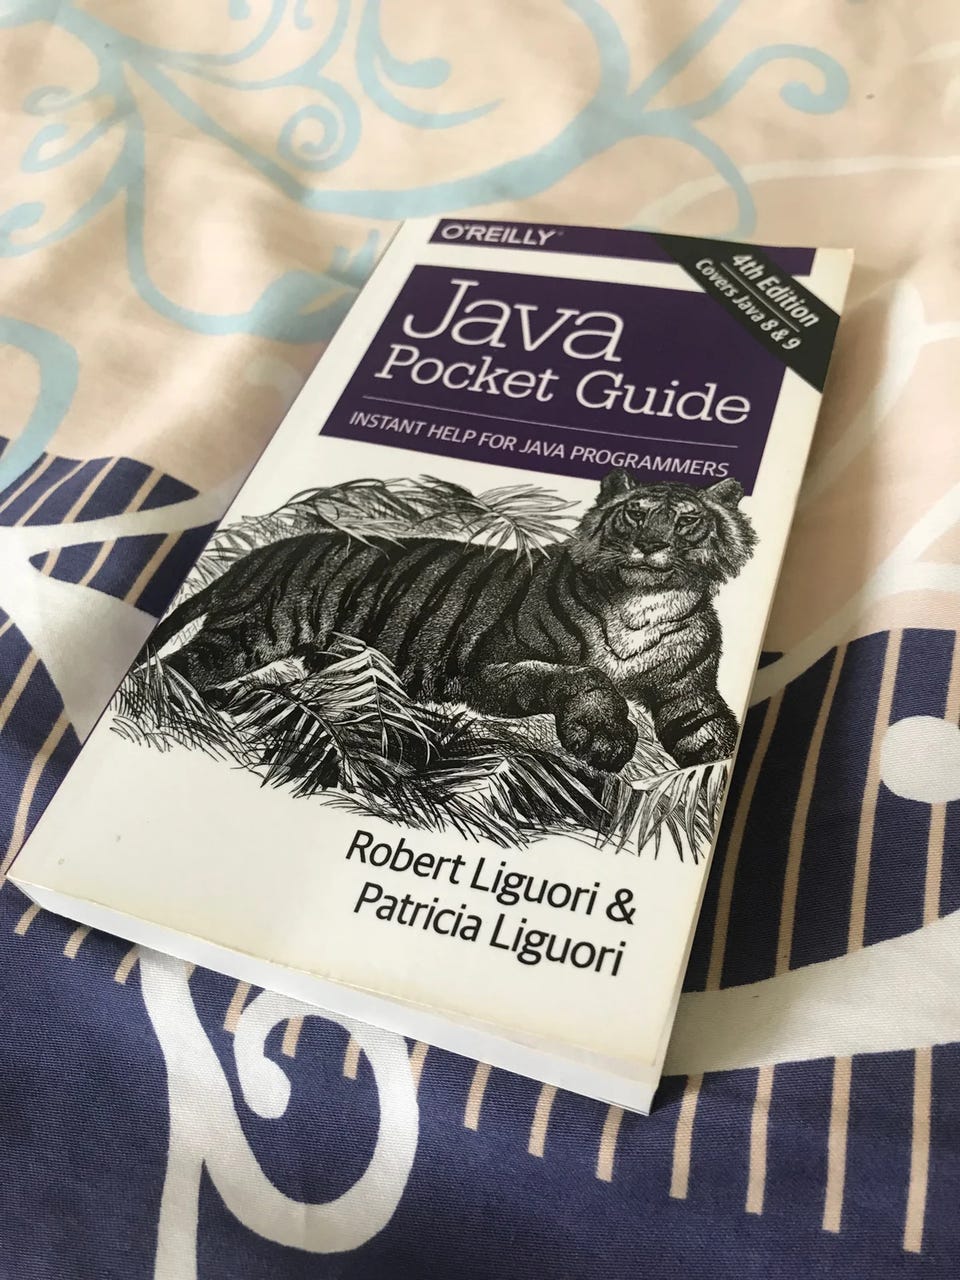 O'REILLY®
4th Edition
Covers Java 8 & 9
Java
Pocket Guide
INSTANT HELP FOR JAVA PROGRAMMERS
Robert Liguori &
Patricia Liguori